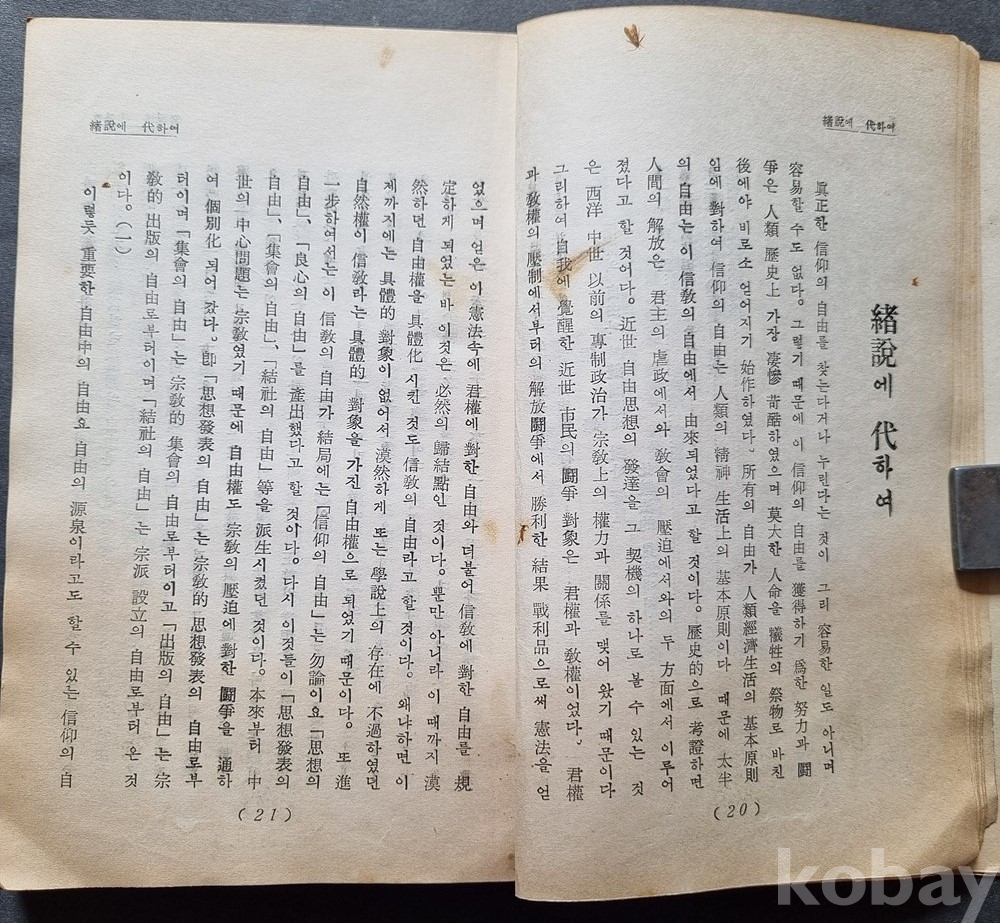 緖說에 代하여
緖說에 代하여
眞正한 信仰의 自由를 찾는다거나 누린다는 것이 그리 容易한 일도 아니며
容易할 수도 없다。그렇기 때문에 이 信仰의 自由를 獲得하기 爲한 努力과 鬪
爭은 人類 歷史上 가장 凄慘 苛酷하였으며 莫大한 人命을 犧牲의 祭物로 바친
後에야 비로소 얻어지기 始作하였다。所有의 自由가 人類經濟生活의 基本原則
임에 對하여 信仰의 自由는 人類의 精神 生活上의 基本原則이다 때문에 太半
의 自由는 이 信敎의 自由에서 由來되었다고 할 것이다。歷史的으로 考證하면
人間의 解放은 君主의 虐政에서와 敎會의 壓迫에서와의 두 方面에서 이루어
졌다고 할 것이다。近世 自由思想의 發達을 그 契機의 하나로 볼 수 있는 것
은 西洋 中世 以前의 專制政治가 宗敎上의 權力과 關係를 맺어 왔기 때문이다
그리하여 自我에 覺醒한 近世 市民의 鬪爭 對象은 君權과 敎權이었다。君權
과 敎權의 壓制에서부터의 解放鬪爭에서 勝利한 結果 戰利品으로써 憲法을 얻
(20)
緖說에 代하여
었으며 얻은 이 憲法속에 君權에 對한 自由와 더불어 信敎에 對한 自由를 規
定하게 되었는 바 이것은 必然의 歸結點인 것이다。뿐만 아니라 이 때까지 漠
然하던 自由權을 具體化 시킨 것도 信敎의 自由라고 할 것이다。왜냐하면 이
제까지에는 具體的 對象이 없어서 漠然하게 또는 學說上의 存在에 不過하였던
自然權이 信敎라는 具體的 對象을 가진 自由權으로 되었기 때문이다。또 進
一步하여서는 이 信敎의 自由가 結局에는「信仰의 自由」는 勿論이요「思想의
自由」、「良心의 自由」를 產出했다고 할 것이다。다시 이것들이「思想發表의
自由」、「集會의 自由」、「結社의 自由」等을 派生시켰던 것이다。本來부터 中
世의 中心問題는 宗敎였기 때문에 自由權도 宗敎의 壓迫에 對한 鬪爭을 通하
여 個別化 되어 갔다。卽「思想發表의 自由」는 宗敎的 思想發表의 自由로부
터이며「集會의 自由」는 宗敎的 集會의 自由로부터이고「出版의 自由」는 宗
敎的 出版의 自由로부터이며「結社의 自由」는 宗派 設立의 自由로부터 온 것
이다。(一)
이렇듯 重要한 自由中의 自由요 自由의 源泉이라고도 할 수 있는 信仰의 自
(21)
kobay